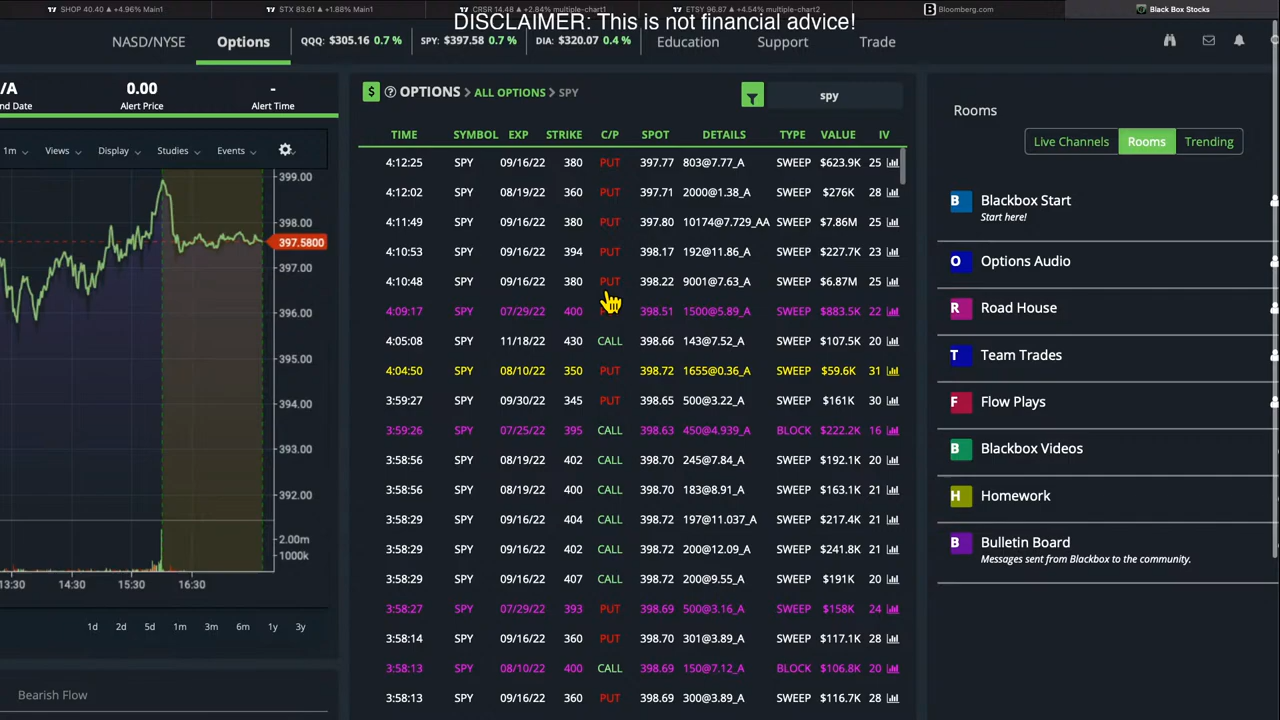 SHOP 40.40 ▲ +4.96% Main1
STX 83.61 ▲ +1.88% Main1
CRSR 14.48 ▲ +2.84% multiple-chart1
ETSY 96.87 ▲ +4.54% multiple-chart2
Bloomberg.com
Black Box Stocks
DISCLAIMER: This is not financial advice!
NASD/NYSE Options QQQ: $305.16 0.7 % SPY: $397.58 0.7 % DIA: $320.07 0.4 % Education Support Trade
/A 0.00 -
nd Date Alert Price Alert Time
1m Views Display Studies Events
399.00
398.00
397.5800
397.00
396.00
395.00
394.00
393.00
392.00
2.00m
1000k
13:30 14:30 15:30 16:30
1d 2d 5d 1m 3m 6m 1y 3y
Bearish Flow
$ ? OPTIONS > ALL OPTIONS > SPY
spy
TIME SYMBOL EXP STRIKE C/P SPOT DETAILS TYPE VALUE IV
4:12:25 SPY 09/16/22 380 PUT 397.77 803@7.77_A SWEEP $623.9K 25
4:12:02 SPY 08/19/22 360 PUT 397.71 2000@1.38_A SWEEP $276K 28
4:11:49 SPY 09/16/22 380 PUT 397.80 10174@7.729_AA SWEEP $7.86M 25
4:10:53 SPY 09/16/22 394 PUT 398.17 192@11.86_A SWEEP $227.7K 23
4:10:48 SPY 09/16/22 380 PUT 398.22 9001@7.63_A SWEEP $6.87M 25
4:09:17 SPY 07/29/22 400 398.51 1500@5.89_A SWEEP $883.5K 22
4:05:08 SPY 11/18/22 430 CALL 398.66 143@7.52_A SWEEP $107.5K 20
4:04:50 SPY 08/10/22 350 PUT 398.72 1655@0.36_A SWEEP $59.6K 31
3:59:27 SPY 09/30/22 345 PUT 398.65 500@3.22_A SWEEP $161K 30
3:59:26 SPY 07/25/22 395 CALL 398.63 450@4.939_A BLOCK $222.2K 16
3:58:56 SPY 08/19/22 402 CALL 398.70 245@7.84_A SWEEP $192.1K 20
3:58:56 SPY 08/19/22 400 CALL 398.70 183@8.91_A SWEEP $163.1K 21
3:58:29 SPY 09/16/22 404 CALL 398.72 197@11.037_A SWEEP $217.4K 21
3:58:29 SPY 09/16/22 402 CALL 398.72 200@12.09_A SWEEP $241.8K 21
3:58:29 SPY 09/16/22 407 CALL 398.72 200@9.55_A SWEEP $191K 20
3:58:27 SPY 07/29/22 393 PUT 398.69 500@3.16_A SWEEP $158K 24
3:58:14 SPY 09/16/22 360 PUT 398.70 301@3.89_A SWEEP $117.1K 28
3:58:13 SPY 08/10/22 400 CALL 398.69 150@7.12_A BLOCK $106.8K 20
3:58:13 SPY 09/16/22 360 PUT 398.69 300@3.89_A SWEEP $116.7K 28
Rooms
Live Channels Rooms Trending
B Blackbox Start
Start here!
O Options Audio
R Road House
T Team Trades
F Flow Plays
B Blackbox Videos
H Homework
B Bulletin Board
Messages sent from Blackbox to the community.